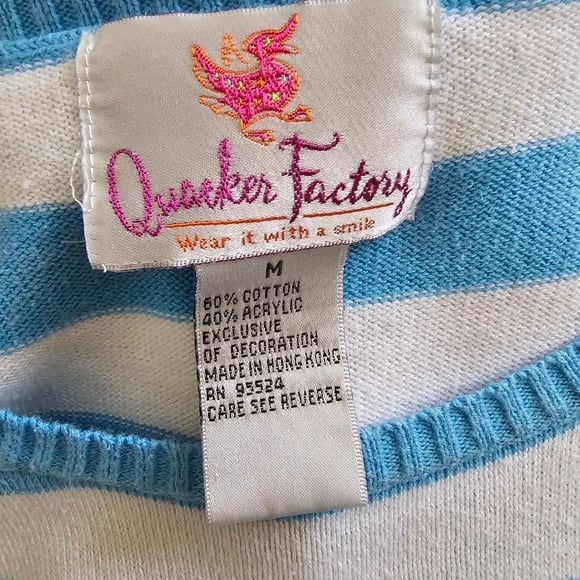 Quacker Factory
Wear it with a smile
M
60% COTTON
40% ACRYLIC
EXCLUSIVE
OF DECORATION
MADE IN HONG KONG
RN 95524
CARE SEE REVERSE